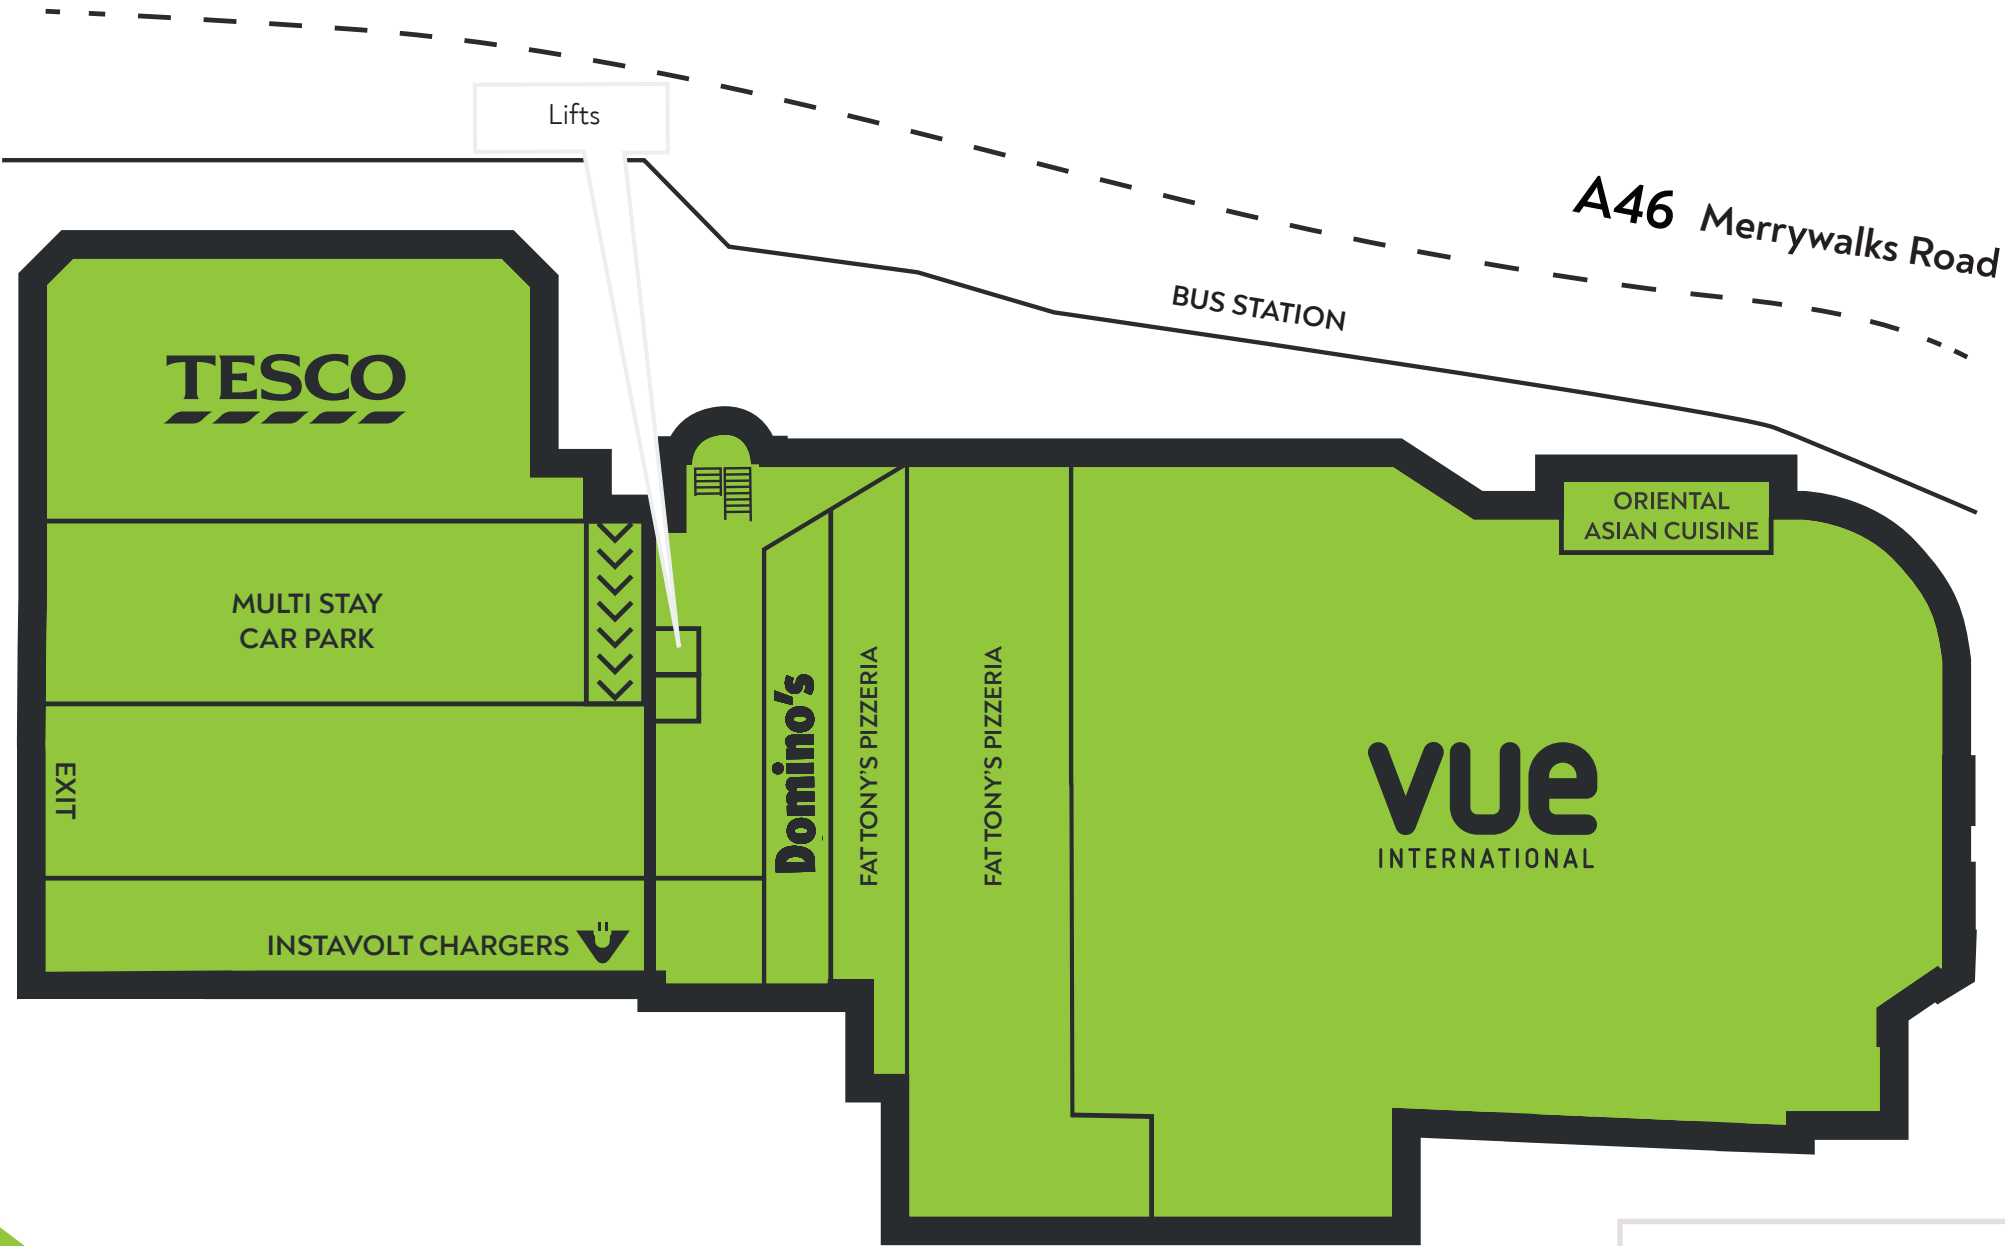 Lifts
A46 Merrywalks Road
BUS STATION
TESCO
ORIENTAL
ASIAN CUISINE
MULTI STAY
CAR PARK
EXIT
Domino's
FAT TONY'S PIZZERIA
FAT TONY'S PIZZERIA
vue
INTERNATIONAL
INSTAVOLT CHARGERS